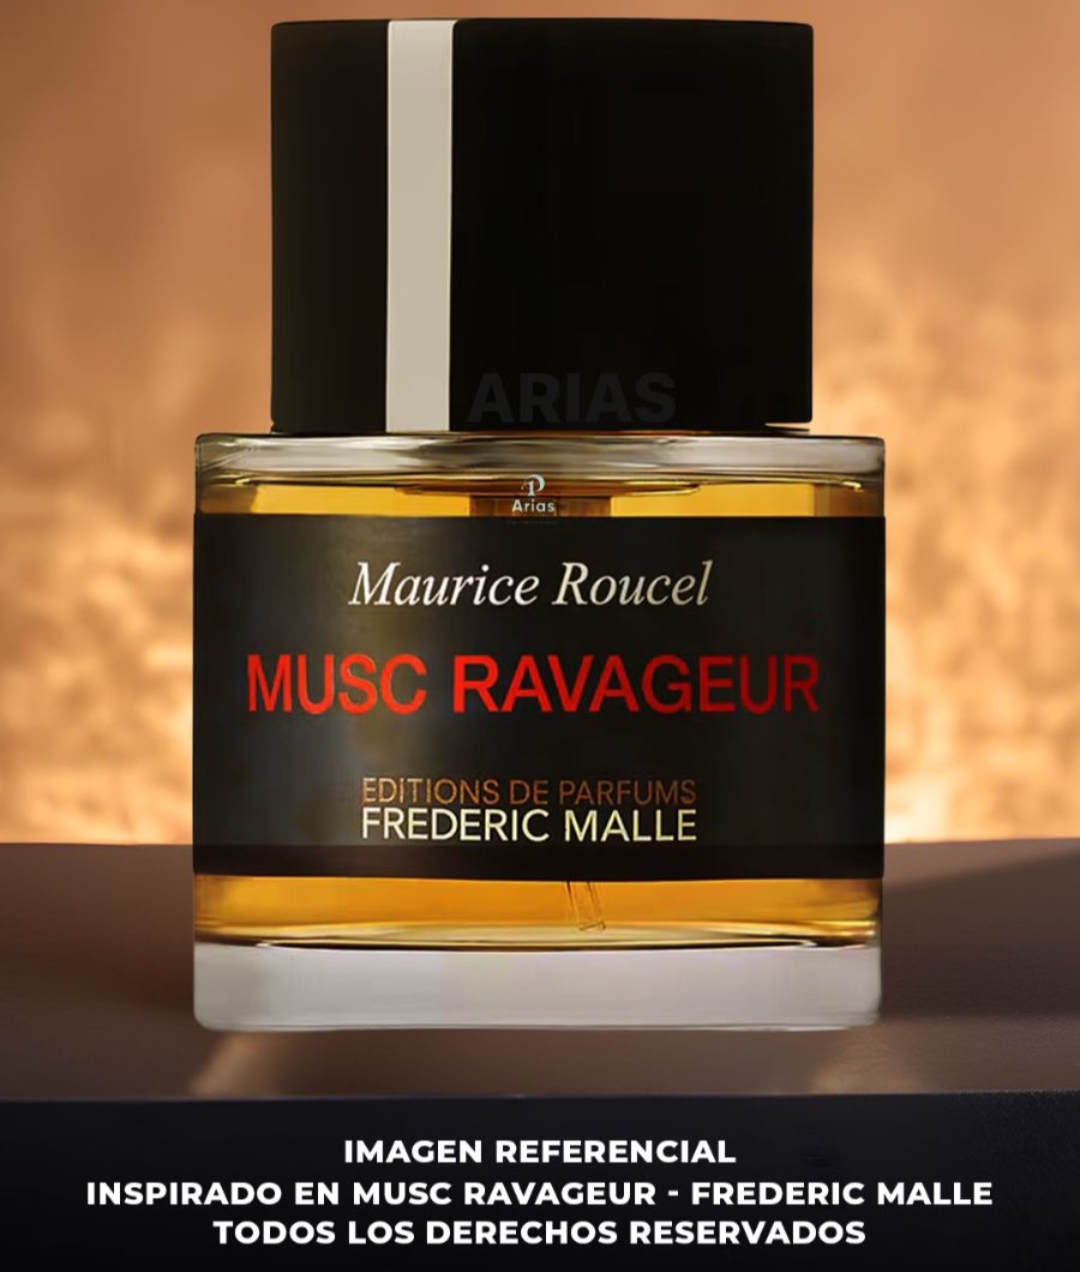 ARIAS
Arias
Maurice Roucel
MUSC RAVAGEUR
EDITIONS DE PARFUMS
FREDERIC MALLE
IMAGEN REFERENCIAL
INSPIRADO EN MUSC RAVAGEUR - FREDERIC MALLE
TODOS LOS DERECHOS RESERVADOS